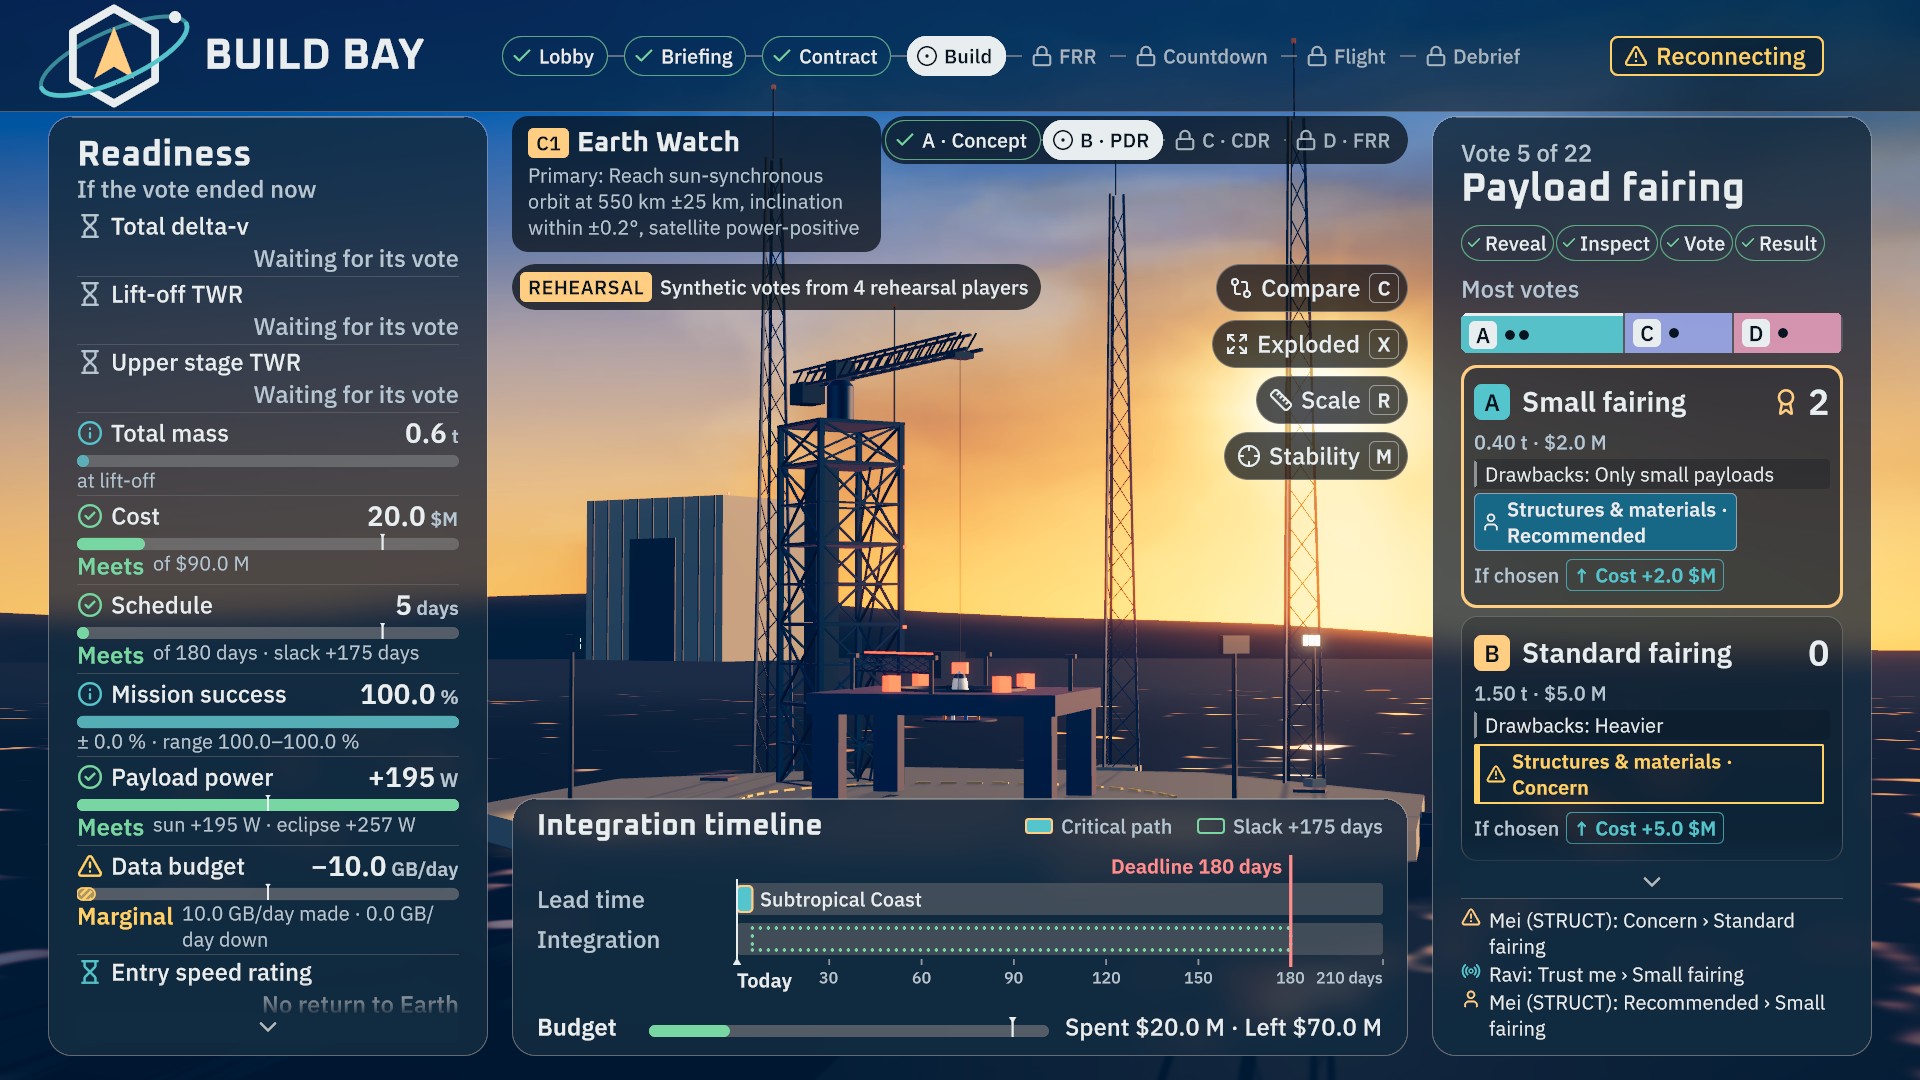 BUILD BAY
Lobby
Briefing
Contract
Build
FRR
Countdown
Flight
Debrief
Reconnecting
Readiness
If the vote ended now
Total delta-v
Waiting for its vote
Lift-off TWR
Waiting for its vote
Upper stage TWR
Waiting for its vote
Total mass 0.6 t
at lift-off
Cost 20.0 $M
Meets of $90.0 M
Schedule 5 days
Meets of 180 days · slack +175 days
Mission success 100.0 %
± 0.0 % · range 100.0–100.0 %
Payload power +195 W
Meets sun +195 W · eclipse +257 W
Data budget −10.0 GB/day
Marginal 10.0 GB/day made · 0.0 GB/
day down
Entry speed rating
No return to Earth
C1 Earth Watch
Primary: Reach sun-synchronous
orbit at 550 km ±25 km, inclination
within ±0.2°, satellite power-positive
A · Concept
B · PDR
C · CDR
D · FRR
REHEARSAL Synthetic votes from 4 rehearsal players
Compare C
Exploded X
Scale R
Stability M
Integration timeline
Critical path
Slack +175 days
Deadline 180 days
Lead time
Subtropical Coast
Integration
Today 30 60 90 120 150 180 210 days
Budget
Spent $20.0 M · Left $70.0 M
Vote 5 of 22
Payload fairing
Reveal
Inspect
Vote
Result
Most votes
A
C
D
A Small fairing 2
0.40 t · $2.0 M
Drawbacks: Only small payloads
Structures & materials ·
Recommended
If chosen ↑ Cost +2.0 $M
B Standard fairing 0
1.50 t · $5.0 M
Drawbacks: Heavier
Structures & materials ·
Concern
If chosen ↑ Cost +5.0 $M
Mei (STRUCT): Concern › Standard
fairing
Ravi: Trust me › Small fairing
Mei (STRUCT): Recommended › Small
fairing